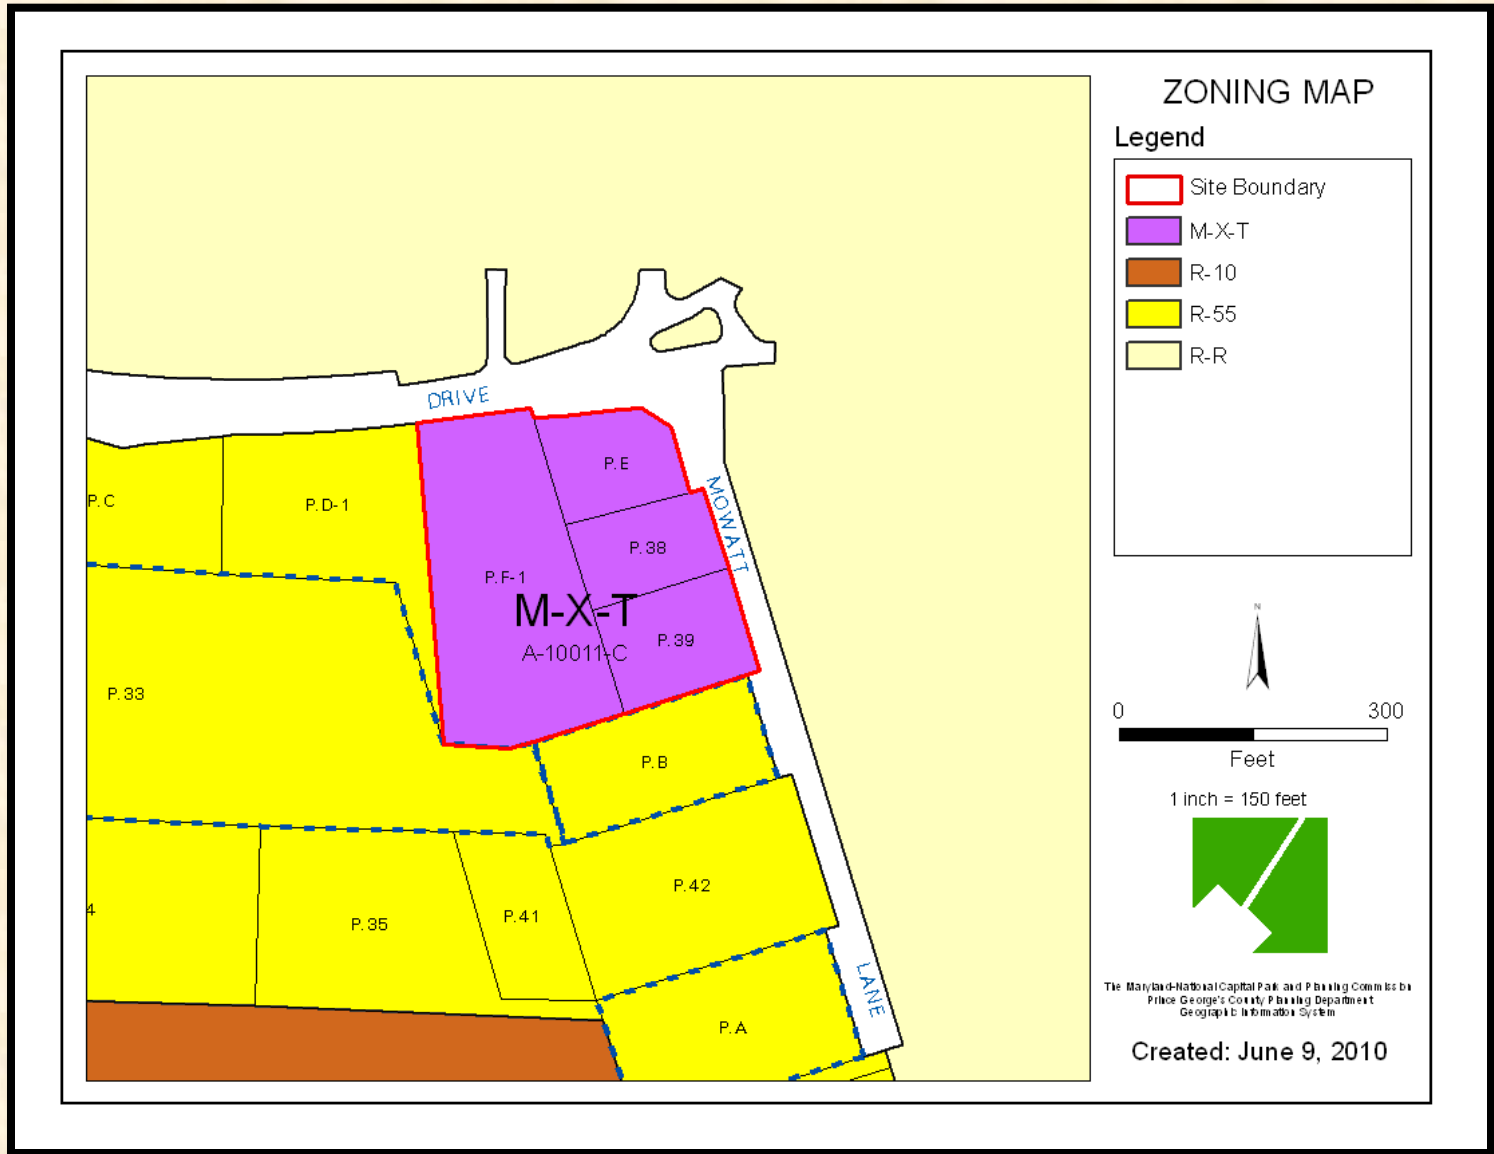 ZONING MAP
Legend
Site Boundary
M-X-T
R-10
R-55
R-R
DRIVE
P.E
MOWATT
P.C
P.D-1
P.38
P.F-1
M-X-T
A-10011-C
P.39
P.33
P.B
P.42
4
P.35
P.41
LANE
P.A
N
0 300
Feet
1 inch = 150 feet
The Maryland-National Capital Park and Planning Commission
Prince George's County Planning Department
Geographic Information System
Created: June 9, 2010